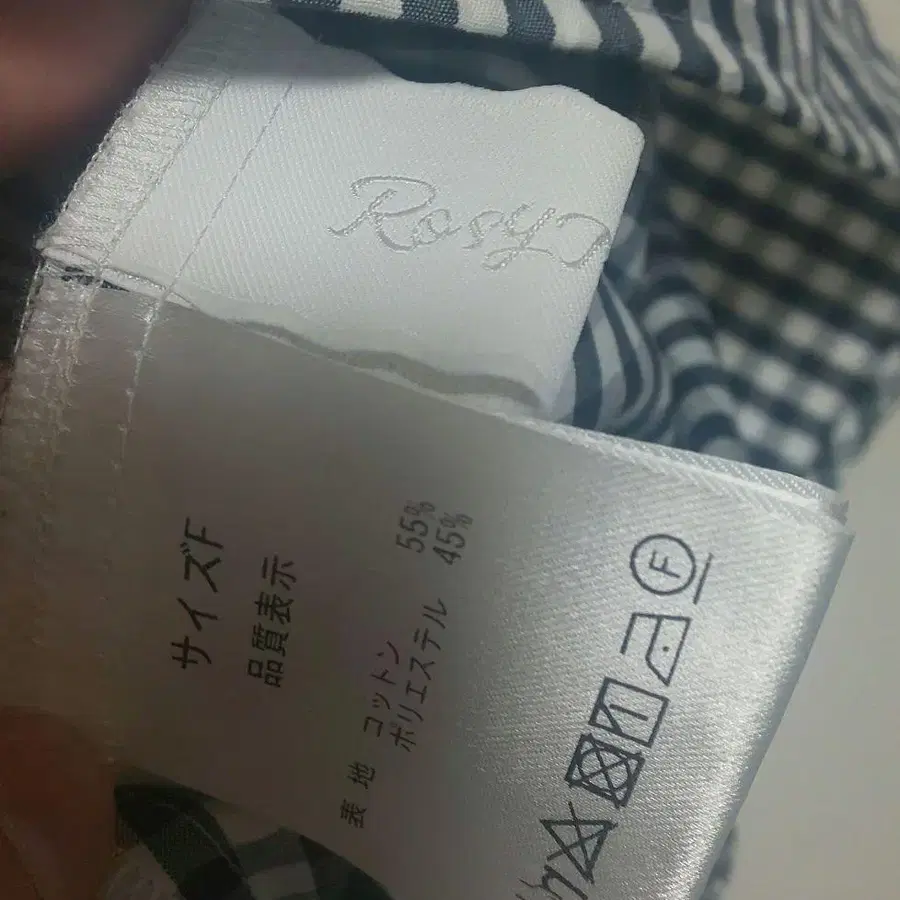 Rosy
サイズF
品質表示
表地 コットン 55%
ポリエステル 45%
F